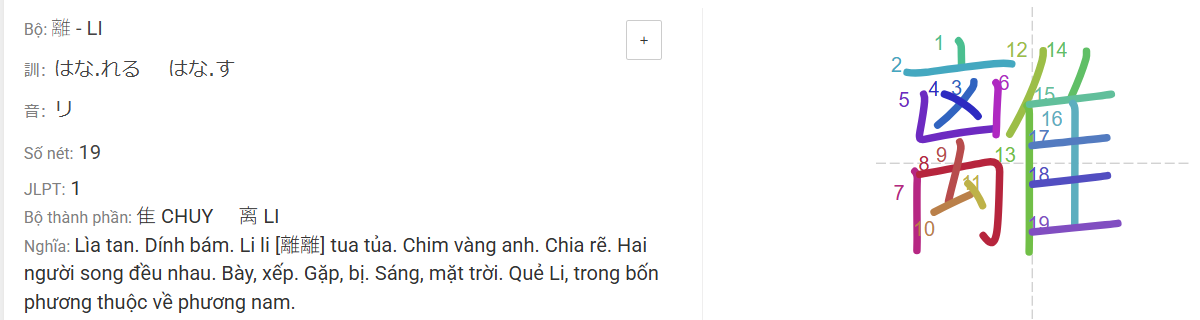 Bộ: 離 - LI
+
訓: はな.れる はな.す
音: リ
Số nét: 19
JLPT: 1
Bộ thành phần: 隹 CHUY 离 LI
Nghĩa: Lìa tan. Dính bám. Li li [離離] tua tủa. Chim vàng anh. Chia rẽ. Hai
người song đều nhau. Bày, xếp. Gặp, bị. Sáng, mặt trời. Quẻ Li, trong bốn
phương thuộc về phương nam.
離
1
2
3
4
5
6
7
8
9
10
11
12
13
14
15
16
17
18
19